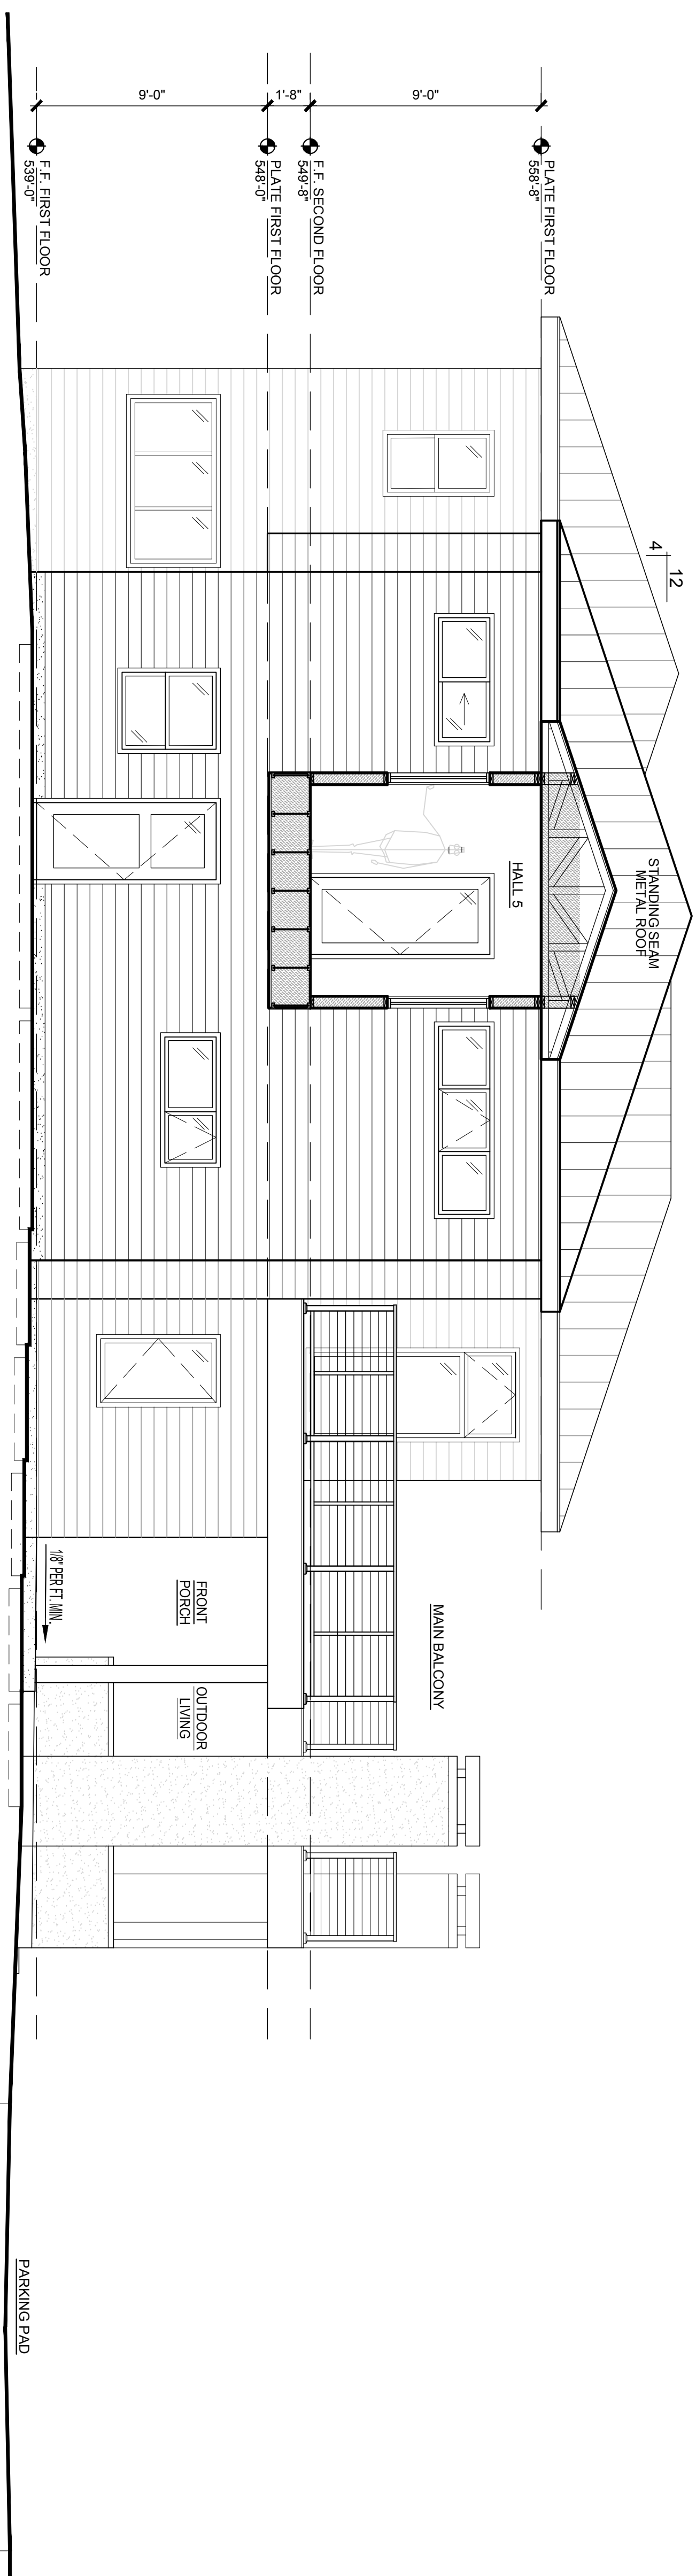 9'-0"
1'-8"
9'-0"
PLATE FIRST FLOOR
558'-8"
F.F. SECOND FLOOR
549'-8"
PLATE FIRST FLOOR
548'-0"
F.F. FIRST FLOOR
539'-0"
12
4
STANDING SEAM
METAL ROOF
HALL 5
MAIN BALCONY
FRONT
PORCH
OUTDOOR
LIVING
1/8" PER FT. MIN.
PARKING PAD